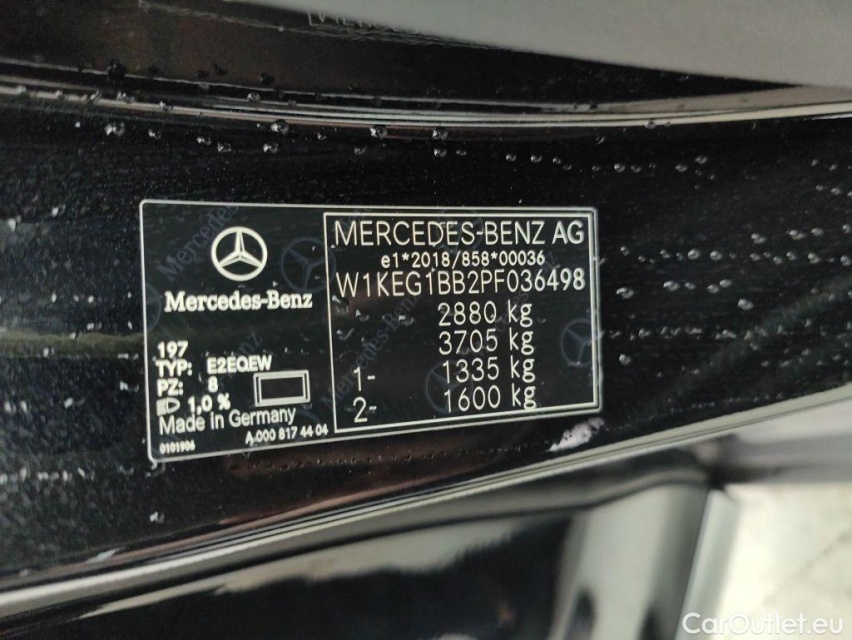 MERCEDES-BENZ AG
e1*2018/858*00036
W1KEG1BB2PF036498
2880 kg
3705 kg
1- 1335 kg
2- 1600 kg
Mercedes-Benz
197
TYP: E2EQEW
PZ: 8
1,0 %
Made in Germany
0101906
A 000 817 44 04
CarOutlet.eu